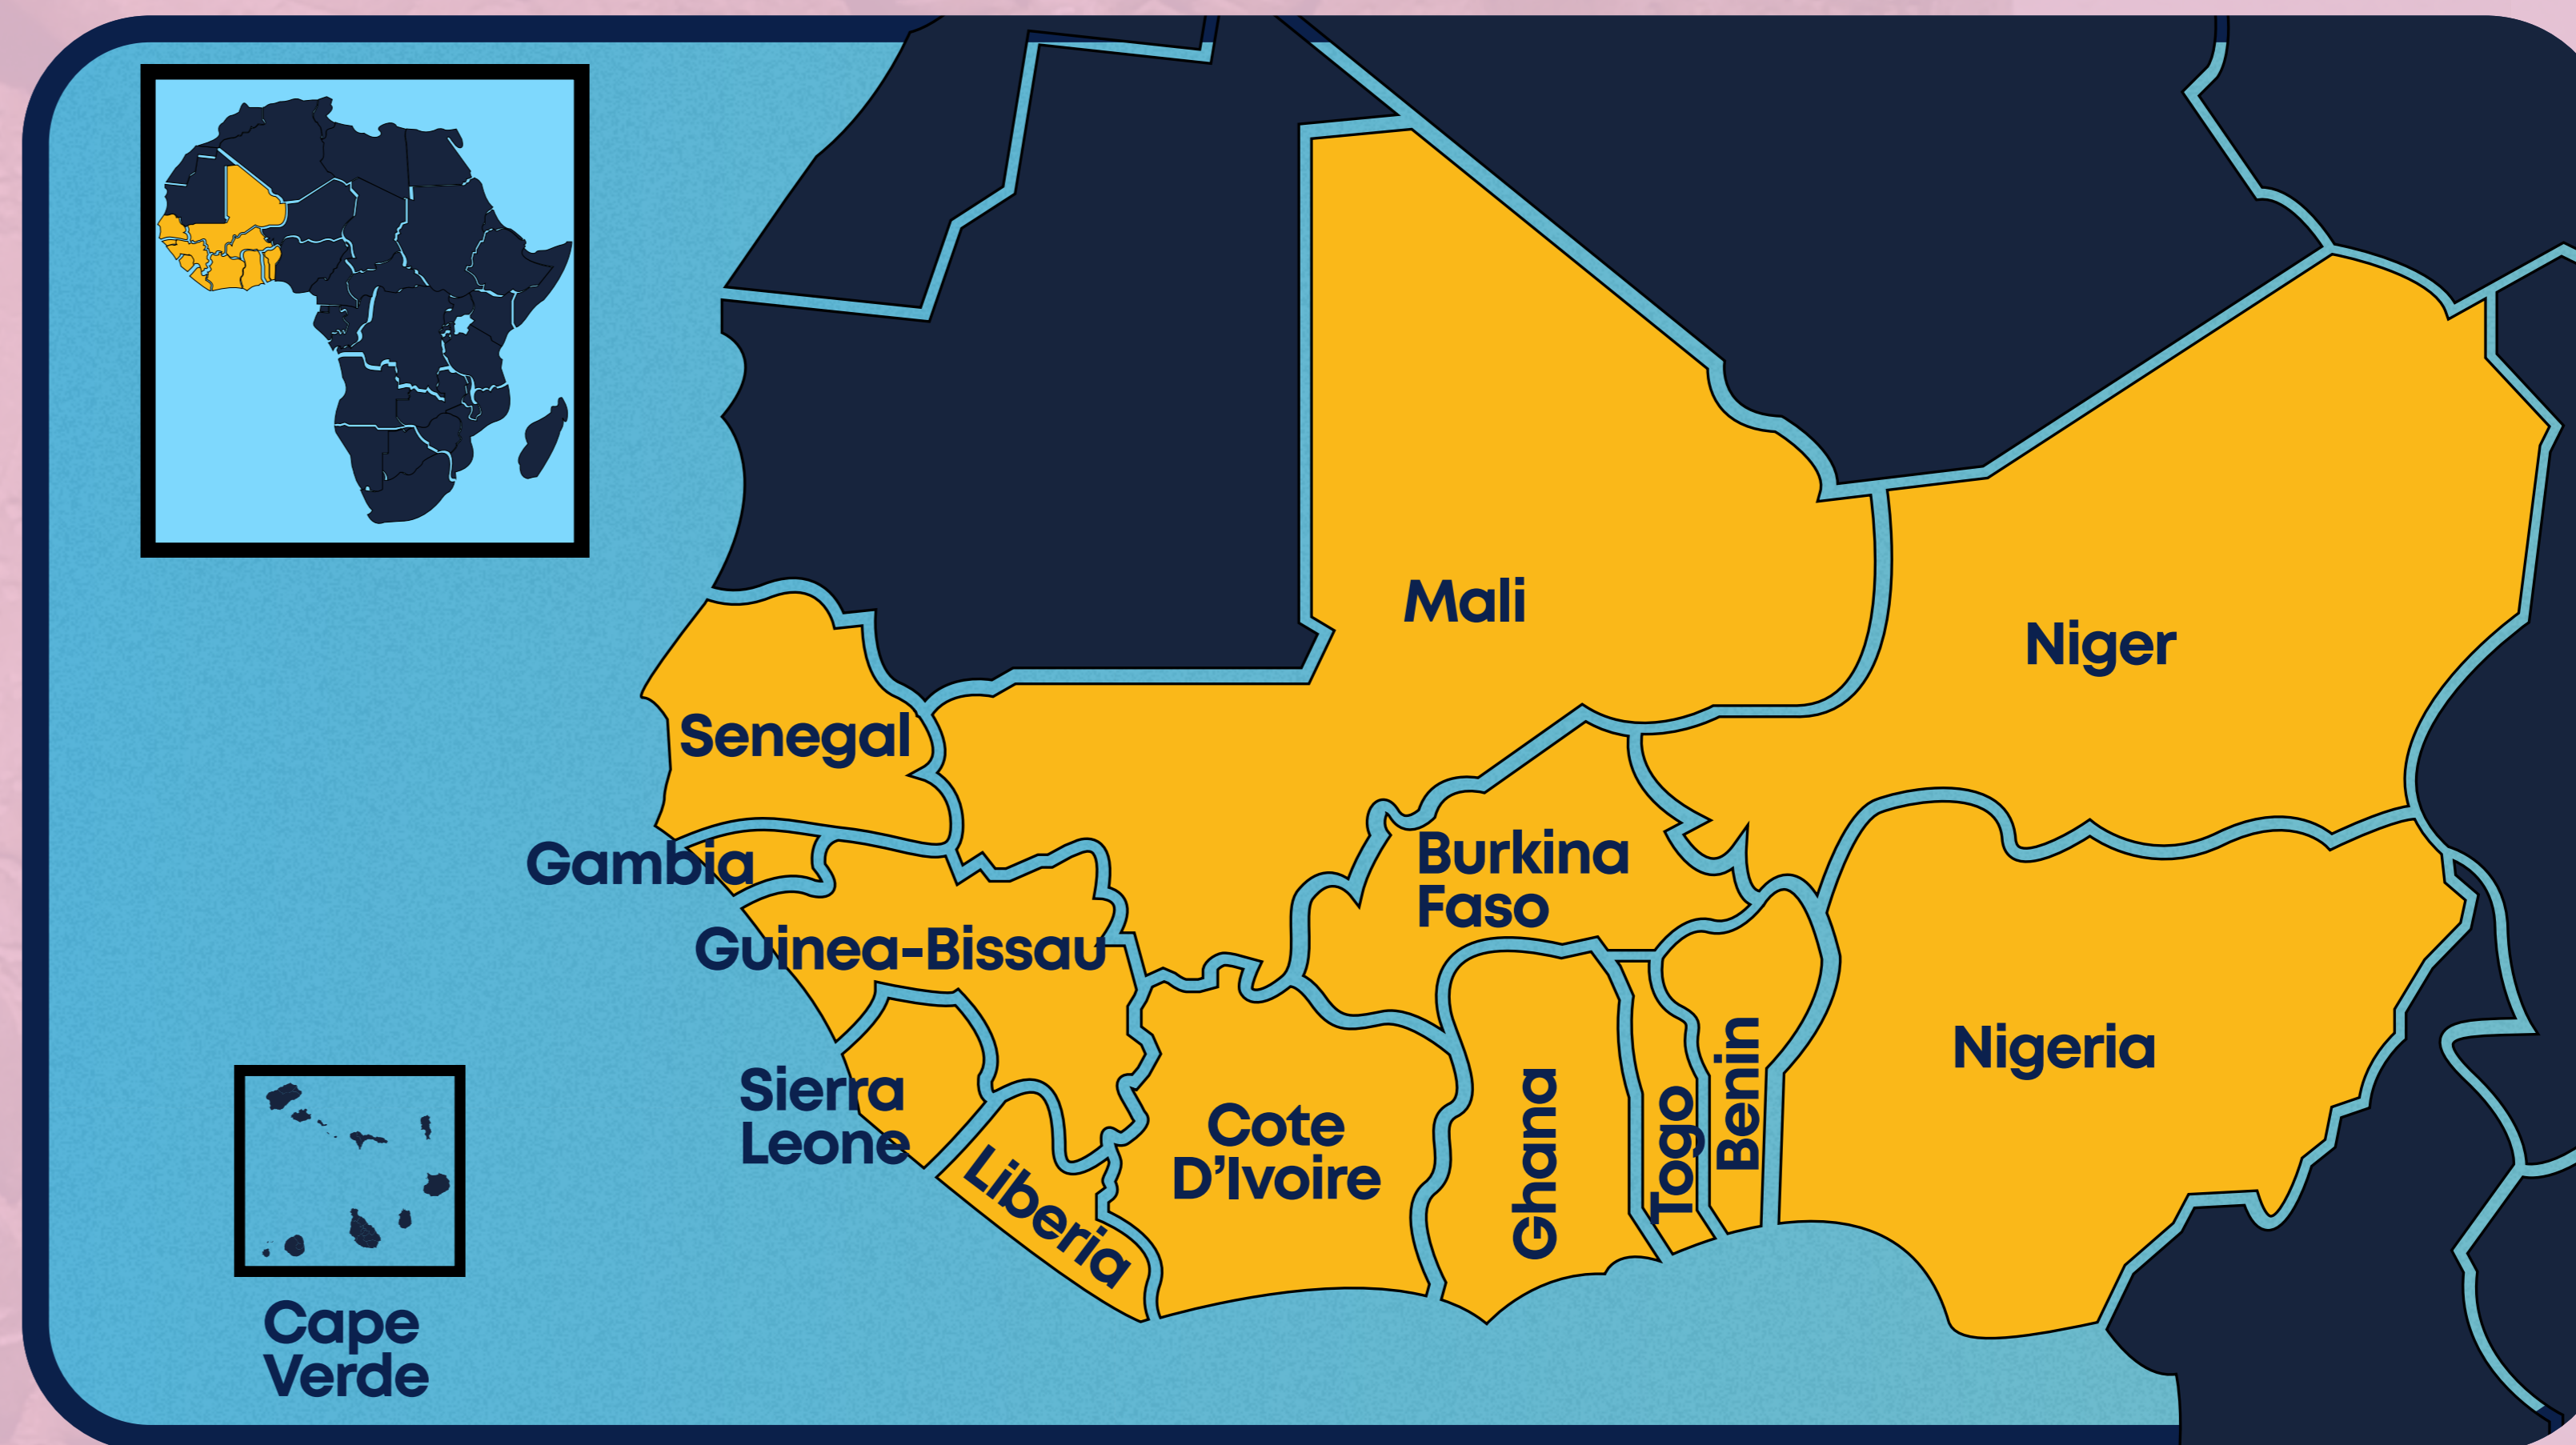 Mali
Niger
Senegal
Gambia
Burkina
Faso
Guinea-Bissau
Nigeria
Sierra
Leone
Liberia
Cote
D’Ivoire
Ghana
Togo
Benin
Cape
Verde